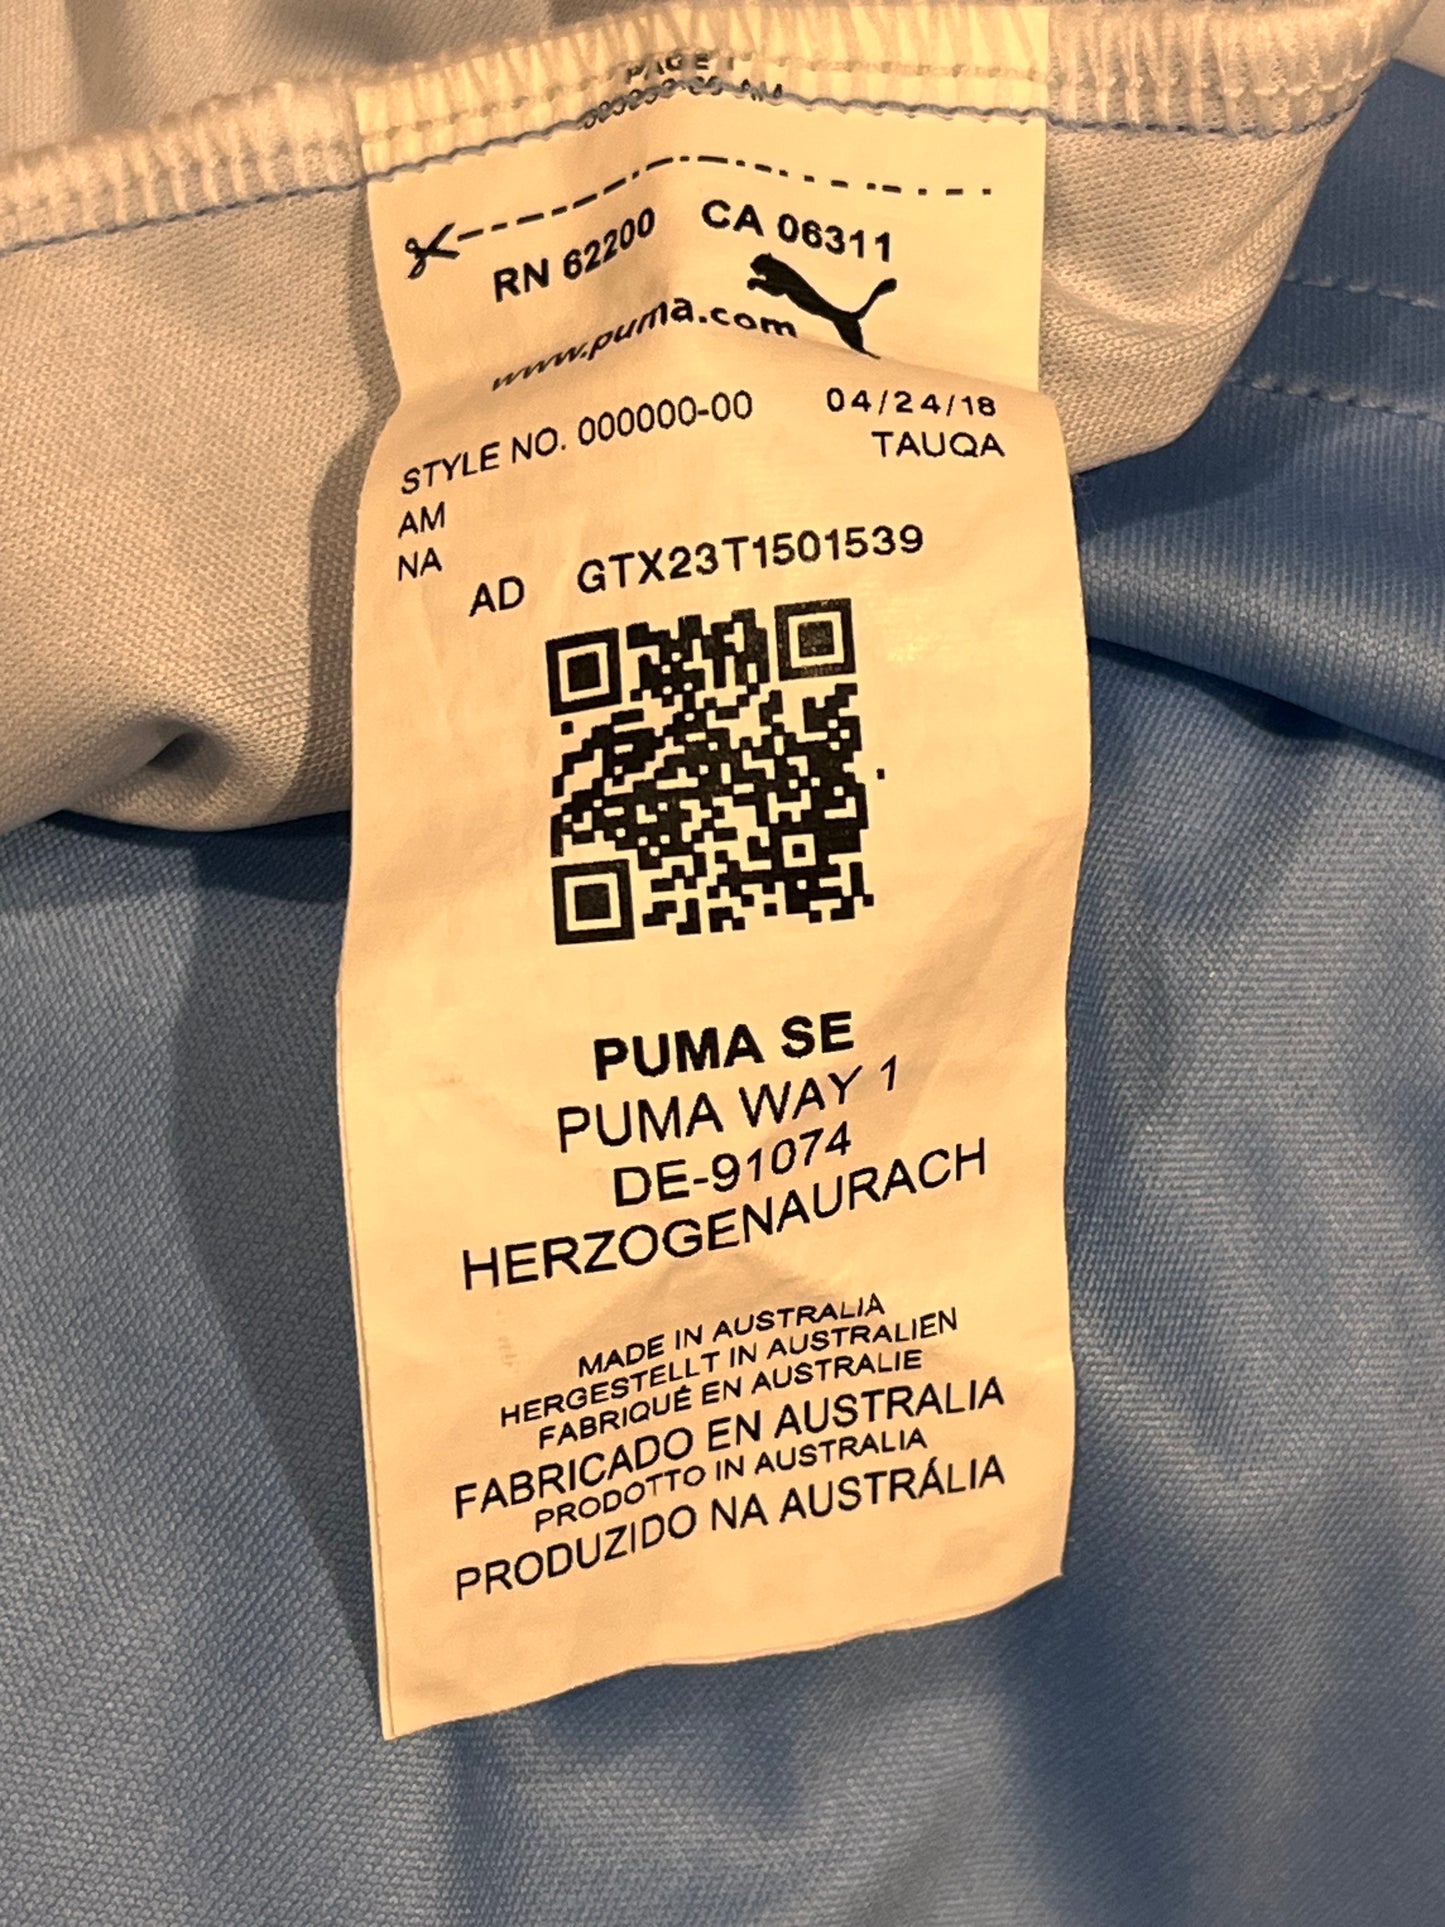 PAGE 1
RN 62200 CA 06311
www.puma.com
STYLE NO. 000000-00 04/24/18
AM TAUQA
NA
AD GTX23T1501539
PUMA SE
PUMA WAY 1
DE-91074
HERZOGENAURACH
MADE IN AUSTRALIA
HERGESTELLT IN AUSTRALIEN
FABRIQUÉ EN AUSTRALIE
FABRICADO EN AUSTRALIA
PRODOTTO IN AUSTRALIA
PRODUZIDO NA AUSTRÁLIA